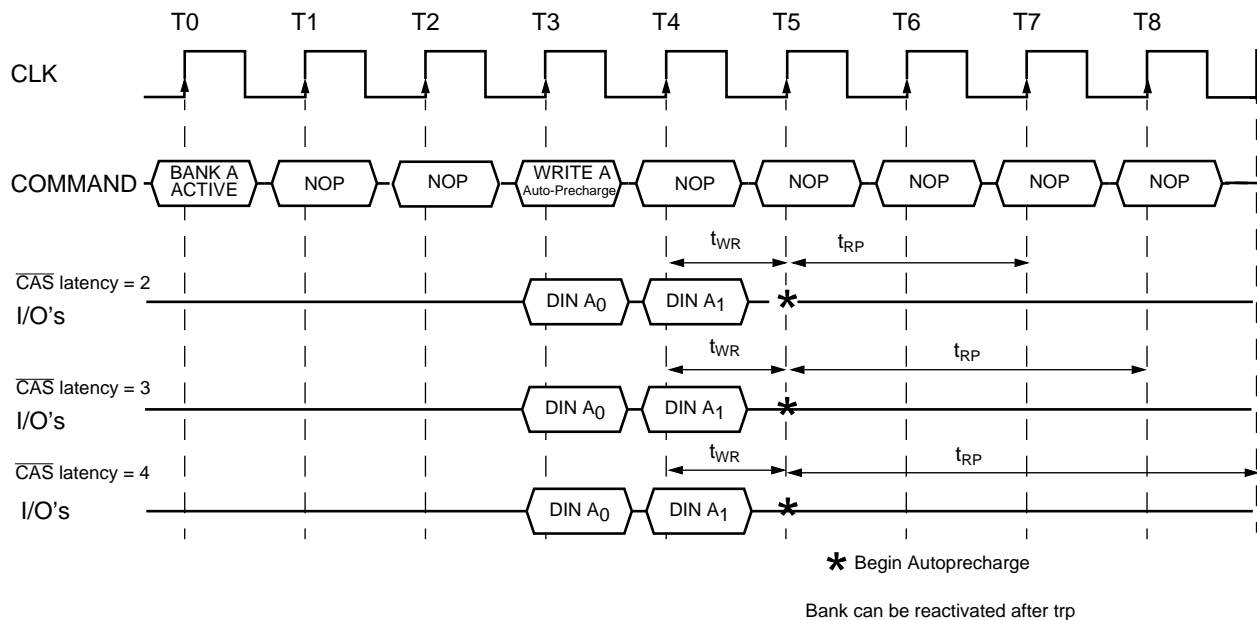 T0 T1 T2 T3 T4 T5 T6 T7 T8
CLK
COMMAND
BANK A
ACTIVE
NOP
NOP
WRITE A
Auto-Precharge
NOP
NOP
NOP
NOP
NOP
tWR tRP
CAS latency = 2
I/O's
DIN A0 DIN A1 *
tWR tRP
CAS latency = 3
I/O's
DIN A0 DIN A1 *
tWR tRP
CAS latency = 4
I/O's
DIN A0 DIN A1 *
* Begin Autoprecharge
Bank can be reactivated after trp